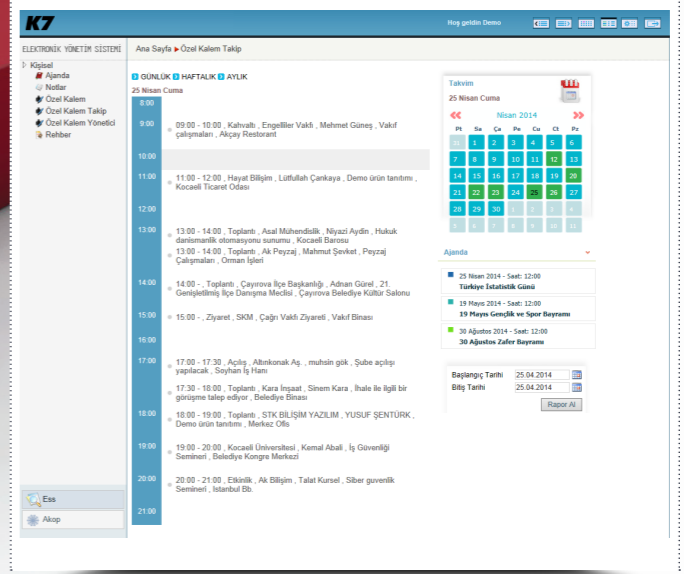 K7
Hoş geldin Demo
ELEKTRONİK YÖNETİM SİSTEMİ
Ana Sayfa ▶ Özel Kalem Takip
Kişisel
Ajanda
Notlar
Özel Kalem
Özel Kalem Takip
Özel Kalem Yönetici
Rehber
Ess
Akop
GÜNLÜK HAFTALIK AYLIK
25 Nisan Cuma
8:00
9:00
09:00 - 10:00 , Kahvaltı , Engelliler Vakfı , Mehmet Güneş , Vakıf
çalışmaları , Akçay Restorant
10:00
11:00
11:00 - 12:00 , Hayat Bilişim , Lütfullah Çankaya , Demo ürün tanıtımı ,
Kocaeli Ticaret Odası
12:00
13:00
13:00 - 14:00 , Toplantı , Asal Mühendislik , Niyazi Aydin , Hukuk
danismanlik otomasyonu sunumu , Kocaeli Barosu
13:00 - 14:00 , Toplantı , Ak Peyzaj , Mahmut Şevket , Peyzaj
Çalışmaları , Orman İşleri
14:00
14:00 - , Toplantı , Çayırova İlçe Başkanlığı , Adnan Gürel , 21.
Genişletilmiş İlçe Danışma Meclisi , Çayırova Belediye Kültür Salonu
15:00
15:00 - , Ziyaret , SKM , Çağrı Vakfı Ziyareti , Vakıf Binası
16:00
17:00
17:00 - 17:30 , Açılış , Altınkonak Aş. , muhsin gök , Şube açılışı
yapılacak , Soyhan İş Hanı
17:30 - 18:00 , Toplantı , Kara İnşaat , Sinem Kara , İhale ile ilgili bir
görüşme talep ediyor , Belediye Binası
18:00
18:00 - 19:00 , Toplantı , STK BİLİŞİM YAZILIM , YUSUF ŞENTÜRK ,
Demo ürün tanıtımı , Merkez Ofis
19:00
19:00 - 20:00 , Kocaeli Üniversitesi , Kemal Abali , İş Güvenliği
Semineri , Belediye Kongre Merkezi
20:00
20:00 - 21:00 , Etkinlik , Ak Bilişim , Talat Kursel , Siber guvenlik
Semineri , Istanbul Bb.
21:00
Takvim
25 Nisan Cuma
Nisan 2014
Pt Sa Ça Pe Cu Ct Pz
31 1 2 3 4 5 6
7 8 9 10 11 12 13
14 15 16 17 18 19 20
21 22 23 24 25 26 27
28 29 30 1 2 3 4
5 6 7 8 9 10 11
Ajanda
25 Nisan 2014 - Saat: 12:00
Türkiye İstatistik Günü
19 Mayıs 2014 - Saat: 12:00
19 Mayıs Gençlik ve Spor Bayramı
30 Ağustos 2014 - Saat: 12:00
30 Ağustos Zafer Bayramı
Başlangıç Tarihi 25.04.2014
Bitiş Tarihi 25.04.2014
Rapor Al